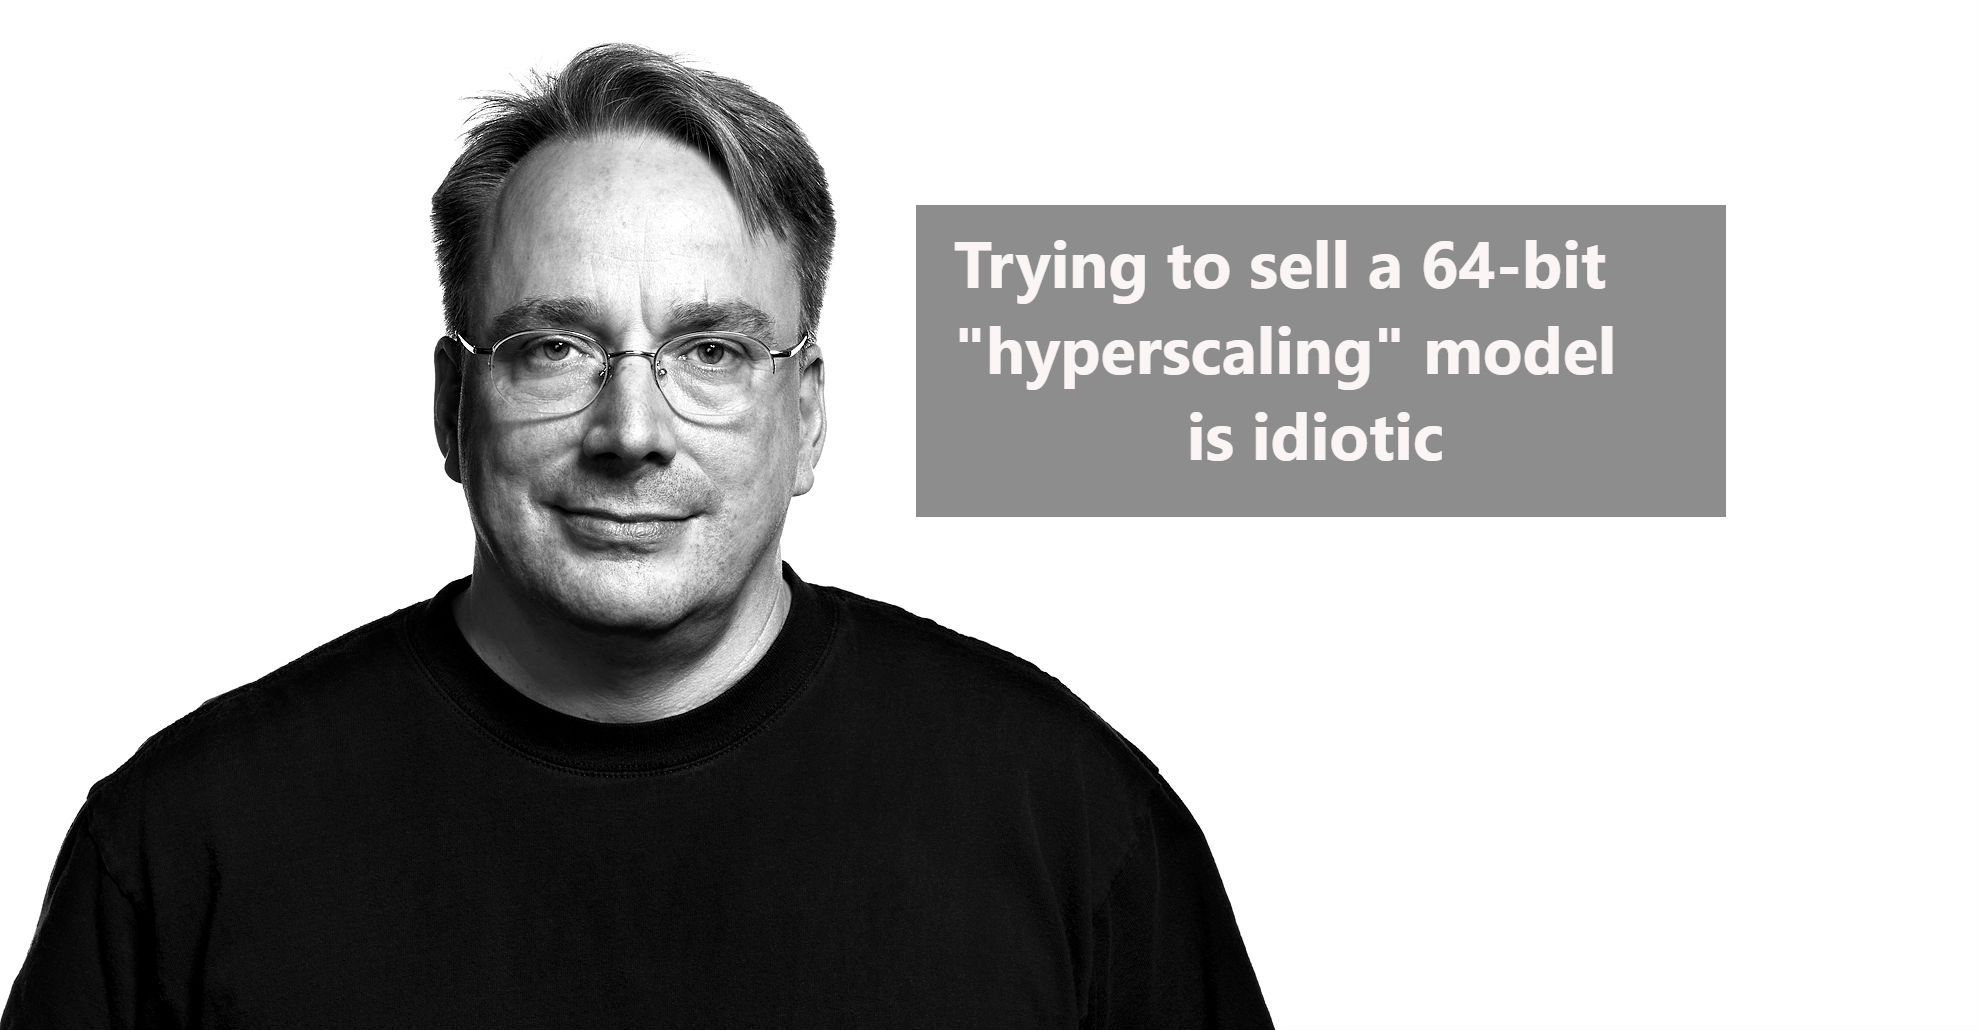 Trying to sell a 64-bit
"hyperscaling" model
is idiotic